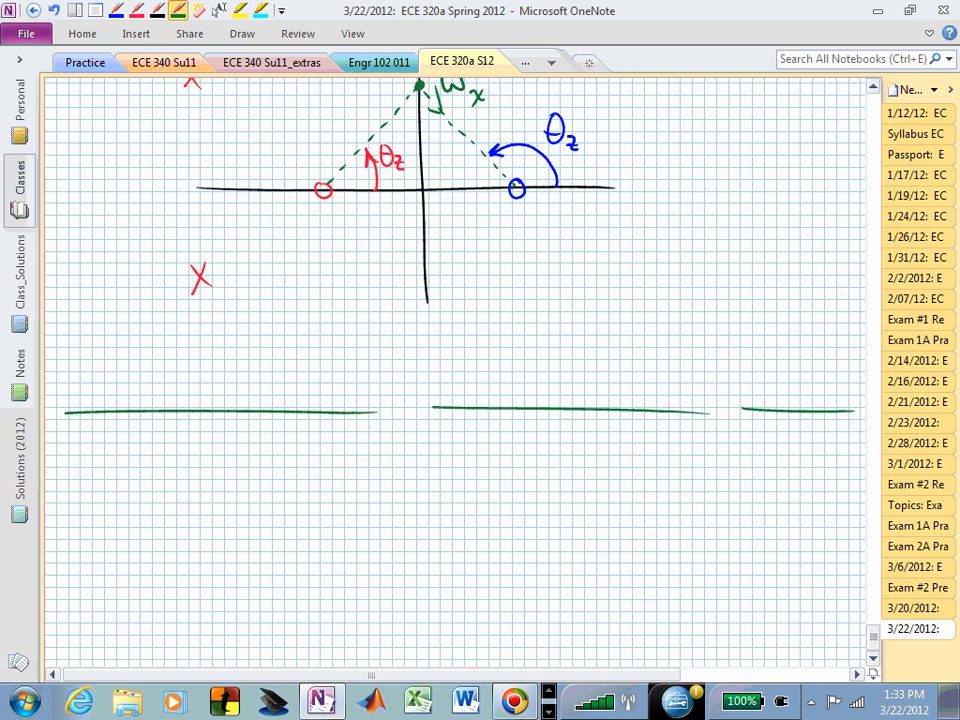 3/22/2012: ECE 320a Spring 2012 - Microsoft OneNote
File Home Insert Share Draw Review View
Practice ECE 340 Su11 ECE 340 Su11_extras Engr 102 011 ECE 320a S12 ...
Search All Notebooks (Ctrl+E)
Personal
Classes
Class_Solutions
Notes
Solutions (2012)
X
ωx
θz
θz
X
Ne...
1/12/12: EC
Syllabus EC
Passport: E
1/17/12: EC
1/19/12: EC
1/24/12: EC
1/26/12: EC
1/31/12: EC
2/2/2012: E
2/07/12: EC
Exam #1 Re
Exam 1A Pra
2/14/2012: E
2/16/2012: E
2/21/2012: E
2/23/2012:
2/28/2012: E
3/1/2012: E
Exam #2 Re
Topics: Exa
Exam 1A Pra
Exam 2A Pra
3/6/2012: E
Exam #2 Pre
3/20/2012:
3/22/2012:
100%
1:33 PM
3/22/2012